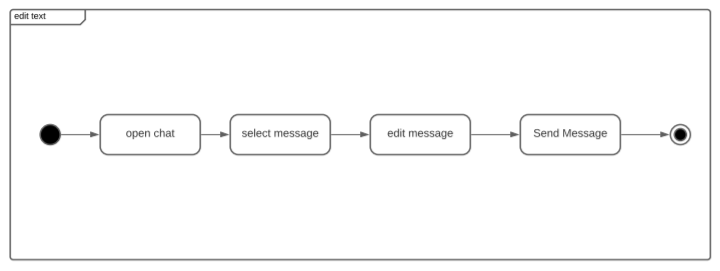 edit text
open chat
select message
edit message
Send Message